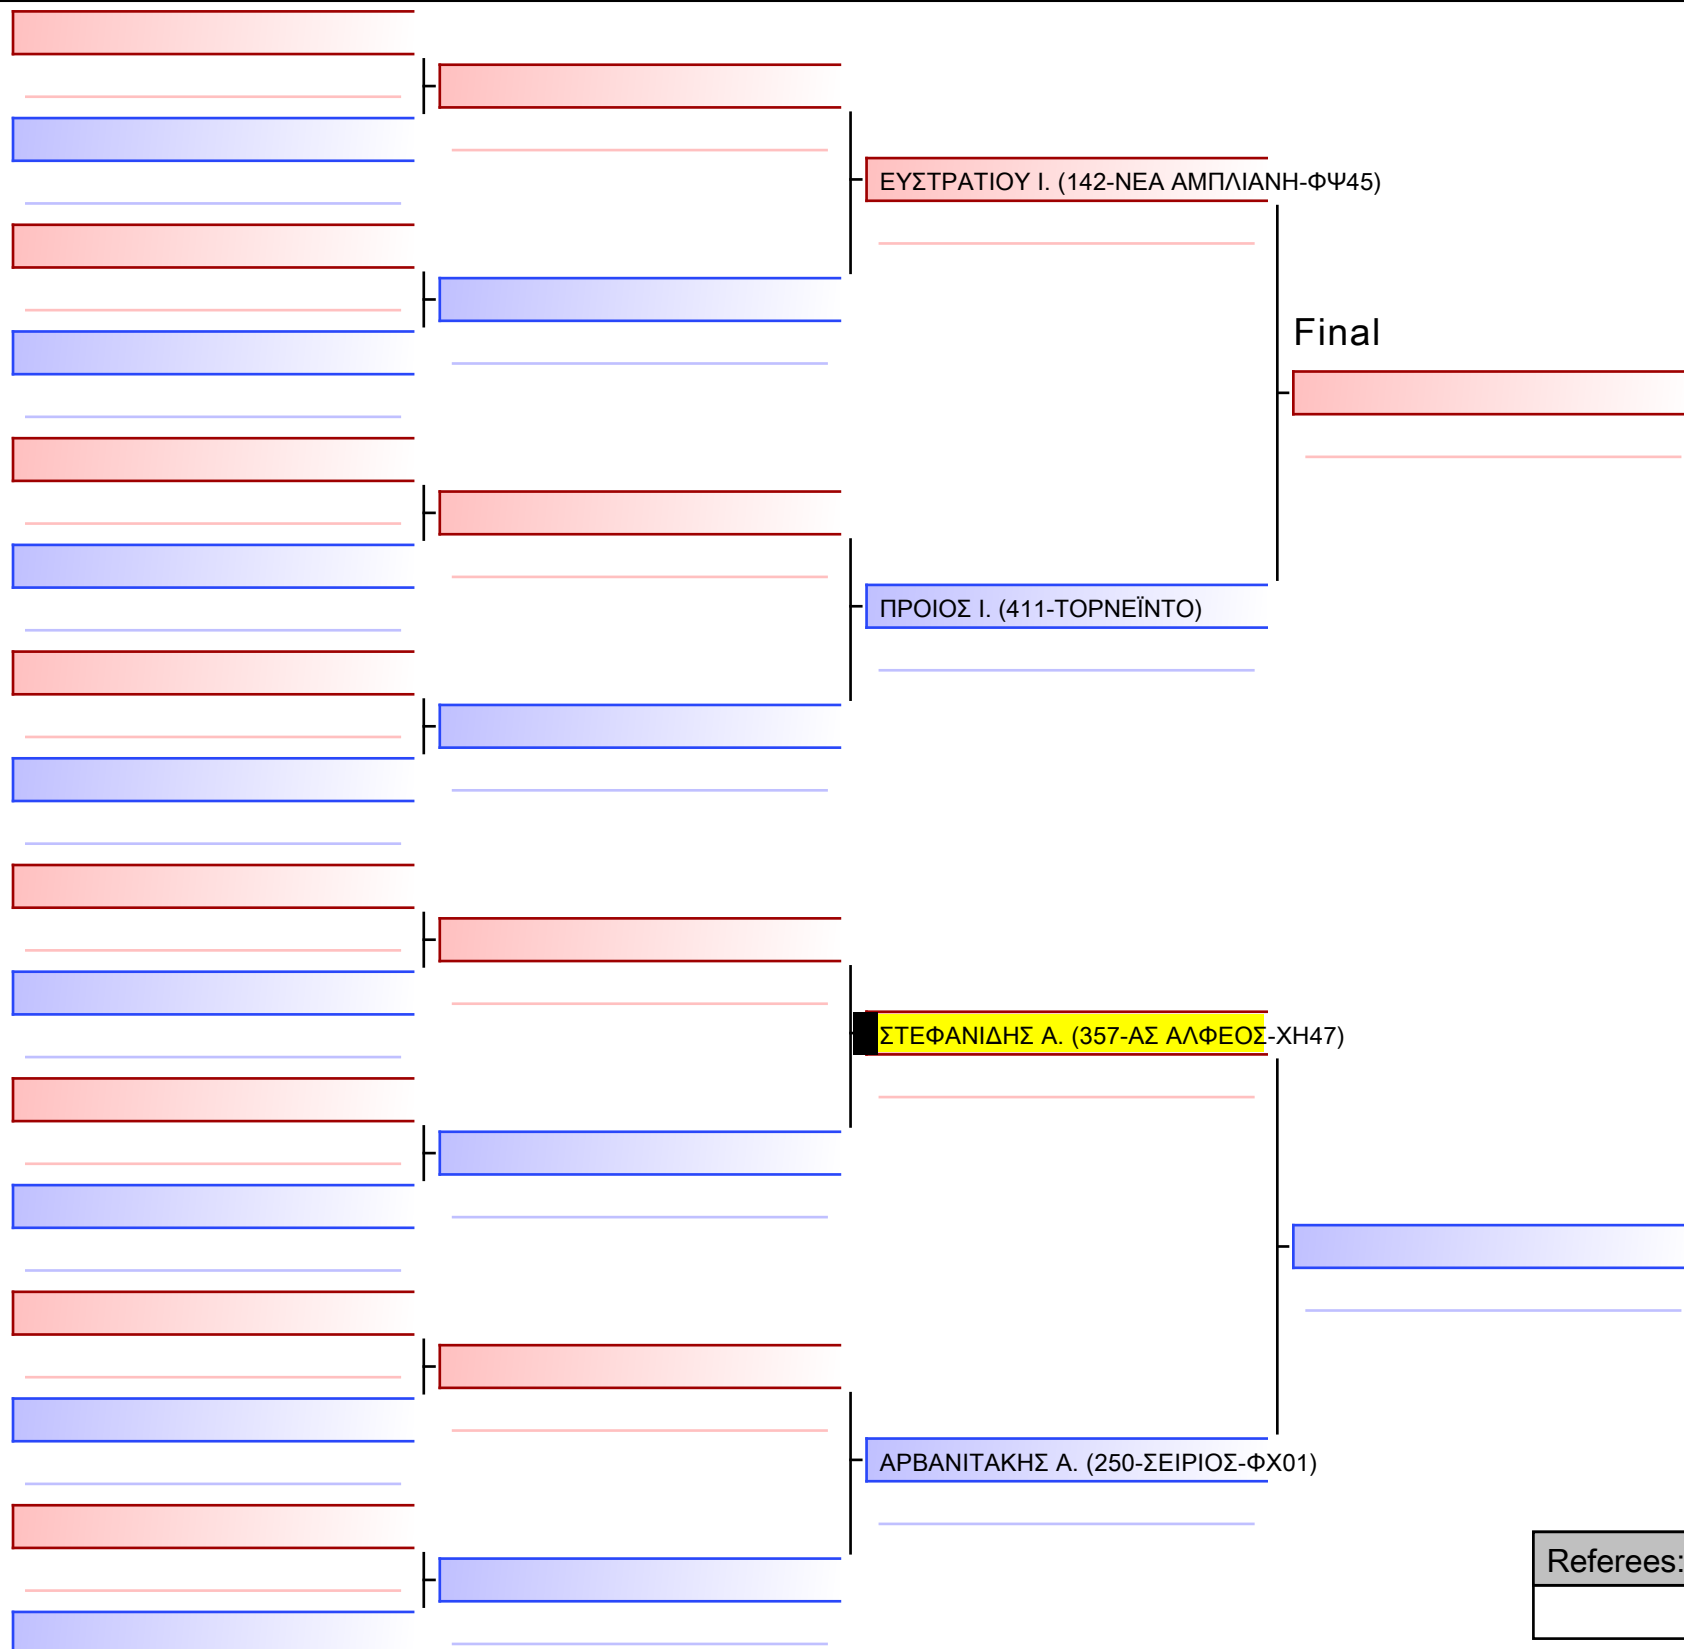 ΕΥΣΤΡΑΤΙΟΥ Ι. (142-ΝΕΑ ΑΜΠΛΙΑΝΗ-ΦΨ45)
Final
ΠΡΟΙΟΣ Ι. (411-ΤΟΡΝΕΪΝΤΟ)
ΣΤΕΦΑΝΙΔΗΣ Α. (357-ΑΣ ΑΛΦΕΟΣ-ΧΗ47)
ΑΡΒΑΝΙΤΑΚΗΣ Α. (250-ΣΕΙΡΙΟΣ-ΦΧ01)
Referees: